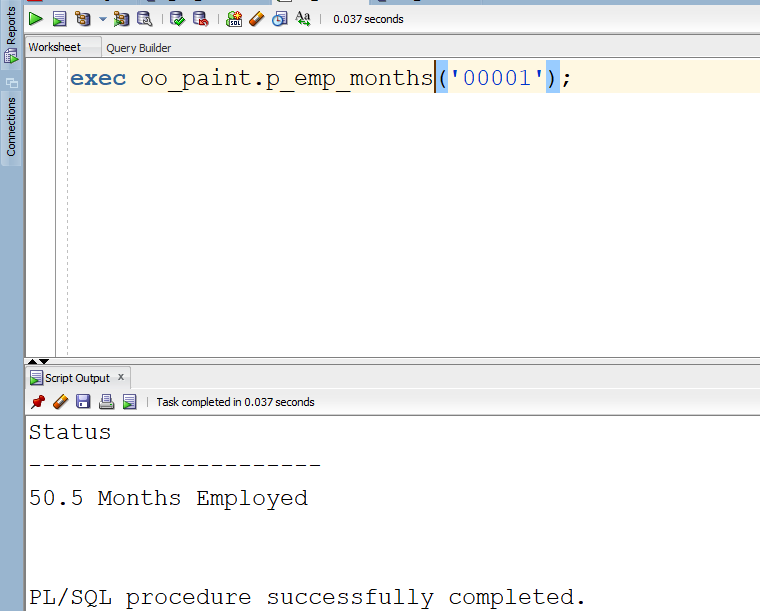 Reports
Connections
0.037 seconds
Worksheet
Query Builder
exec oo_paint.p_emp_months('00001');
Script Output x
Task completed in 0.037 seconds
Status
---------------------
50.5 Months Employed
PL/SQL procedure successfully completed.